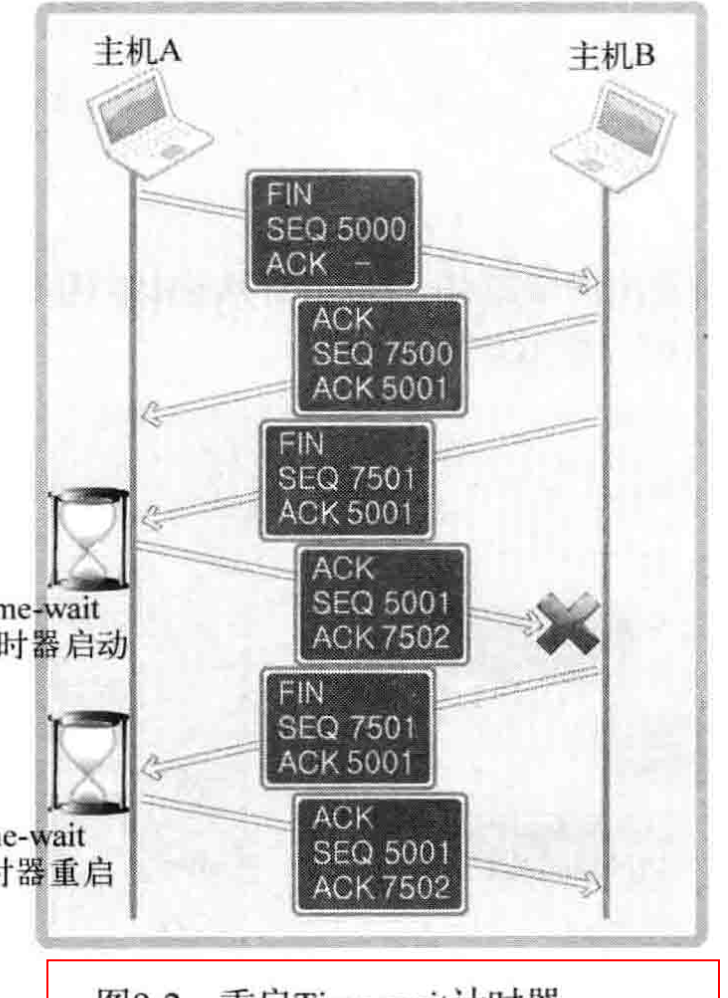 主机A
主机B
FIN
SEQ 5000
ACK –
ACK
SEQ 7500
ACK 5001
FIN
SEQ 7501
ACK 5001
me-wait
时器启动
ACK
SEQ 5001
ACK 7502
FIN
SEQ 7501
ACK 5001
ne-wait
时器重启
ACK
SEQ 5001
ACK 7502